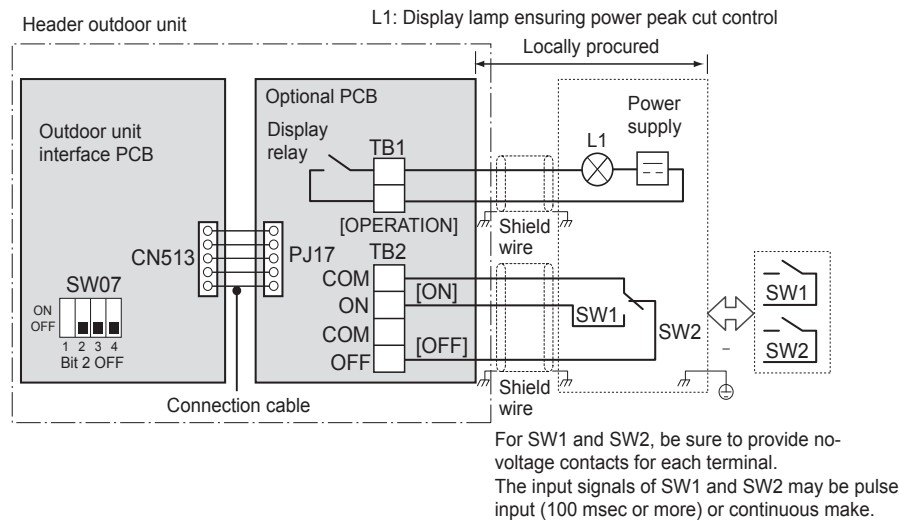 Header outdoor unit
L1: Display lamp ensuring power peak cut control
Locally procured
Outdoor unit
interface PCB
Optional PCB
Display
relay
TB1
[OPERATION]
L1
Power
supply
Shield
wire
CN513
PJ17
TB2
COM
ON
COM
OFF
[ON]
[OFF]
SW1
SW2
SW1
SW2
SW07
ON
OFF
1 2 3 4
Bit 2 OFF
Connection cable
Shield
wire
For SW1 and SW2, be sure to provide no-
voltage contacts for each terminal.
The input signals of SW1 and SW2 may be pulse
input (100 msec or more) or continuous make.